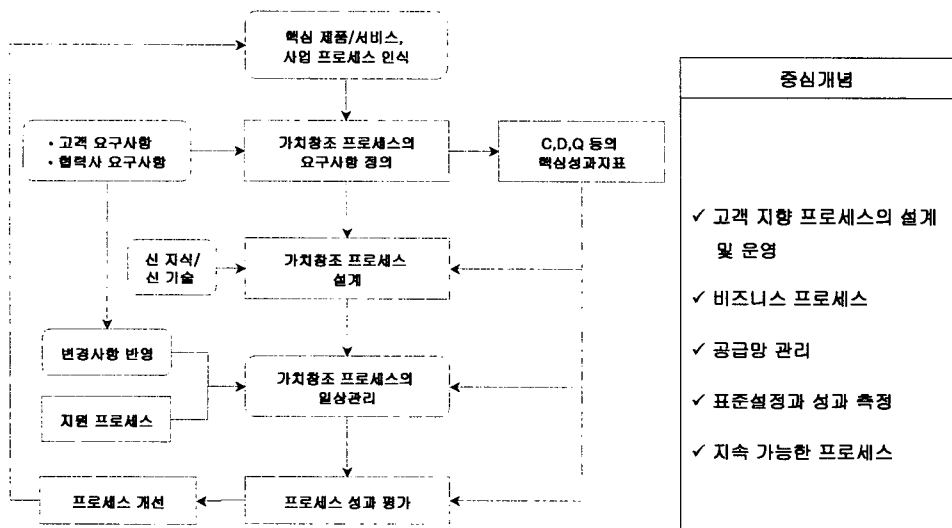 핵심 제품/서비스,
사업 프로세스 인식
• 고객 요구사항
• 협력사 요구사항
가치창조 프로세스의
요구사항 정의
C,D,Q 등의
핵심성과지표
신 지식/
신 기술
가치창조 프로세스
설계
변경사항 반영
지원 프로세스
가치창조 프로세스의
일상관리
프로세스 개선
프로세스 성과 평가
중심개념
✓ 고객 지향 프로세스의 설계
및 운영
✓ 비즈니스 프로세스
✓ 공급망 관리
✓ 표준설정과 성과 측정
✓ 지속 가능한 프로세스